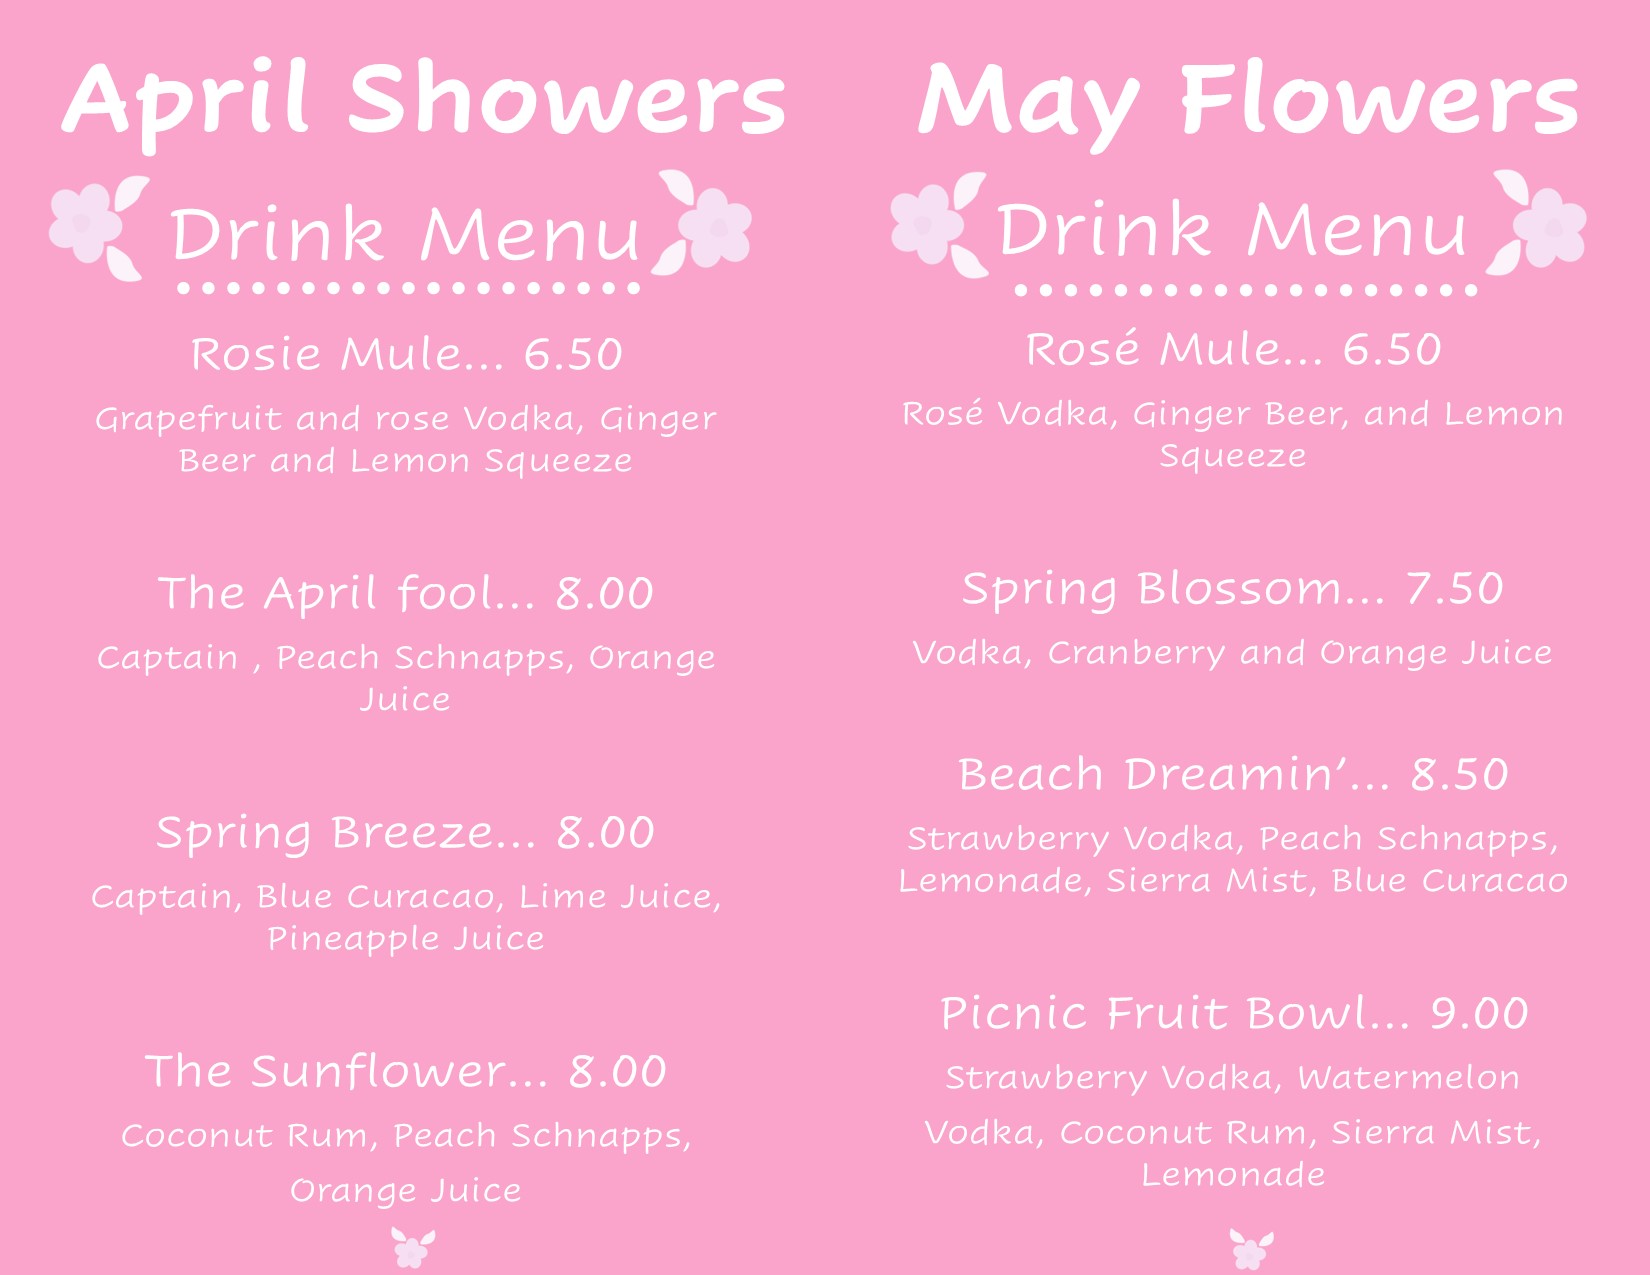 April Showers
Drink Menu
Rosie Mule... 6.50
Grapefruit and rose Vodka, Ginger
Beer and Lemon Squeeze
The April fool... 8.00
Captain , Peach Schnapps, Orange
Juice
Spring Breeze... 8.00
Captain, Blue Curacao, Lime Juice,
Pineapple Juice
The Sunflower... 8.00
Coconut Rum, Peach Schnapps,
Orange Juice
May Flowers
Drink Menu
Rosé Mule... 6.50
Rosé Vodka, Ginger Beer, and Lemon
Squeeze
Spring Blossom... 7.50
Vodka, Cranberry and Orange Juice
Beach Dreamin’... 8.50
Strawberry Vodka, Peach Schnapps,
Lemonade, Sierra Mist, Blue Curacao
Picnic Fruit Bowl... 9.00
Strawberry Vodka, Watermelon
Vodka, Coconut Rum, Sierra Mist,
Lemonade